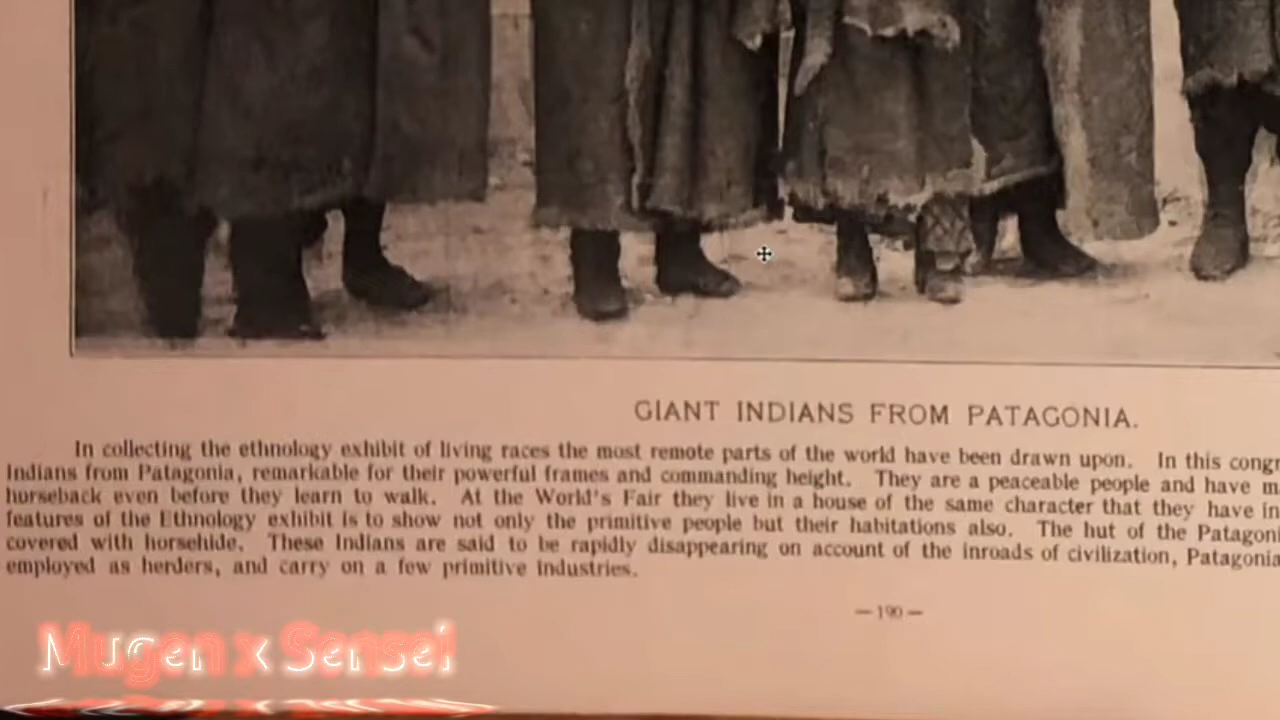 GIANT INDIANS FROM PATAGONIA.
In collecting the ethnology exhibit of living races the most remote parts of the world have been drawn upon. In this congr
Indians from Patagonia, remarkable for their powerful frames and commanding height. They are a peaceable people and have m
horseback even before they learn to walk. At the World's Fair they live in a house of the same character that they have in
features of the Ethnology exhibit is to show not only the primitive people but their habitations also. The hut of the Patagoni
covered with horsehide. These Indians are said to be rapidly disappearing on account of the inroads of civilization, Patagonia
employed as herders, and carry on a few primitive industries.
—190—
Mugen x Sensei